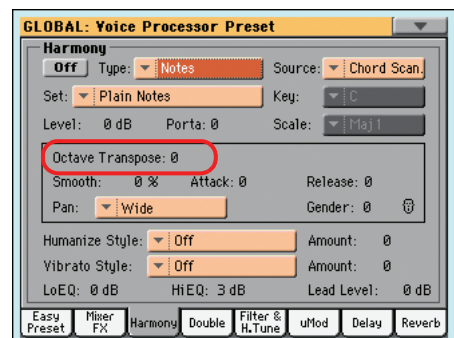 GLOBAL: Voice Processor Preset
Harmony
Off Type: Notes Source: Chord Scan.
Set: Plain Notes Key: C
Level: 0 dB Porta: 0 Scale: Maj1
Octave Transpose: 0
Smooth: 0 % Attack: 0 Release: 0
Pan: Wide Gender: 0
Humanize Style: Off Amount: 0
Vibrato Style: Off Amount: 0
LoEQ: 0 dB HiEQ: 3 dB Lead Level: 0 dB
Easy Preset Mixer FX Harmony Double Filter & H.Tune uMod Delay Reverb